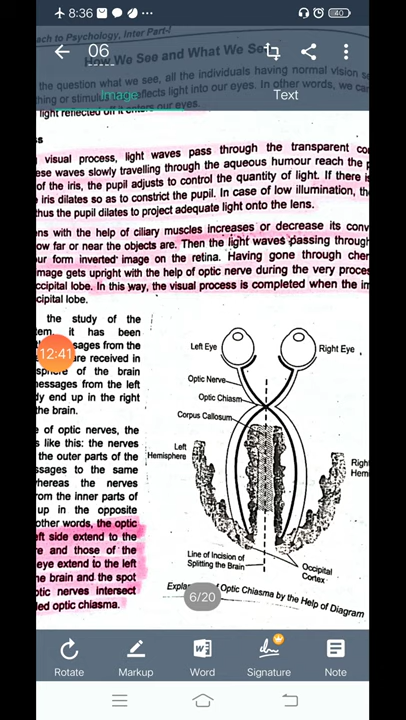 8:36
40
06
ach to Psychology, Inter Part-I
How We See and What We Se
the question what we see, all the individuals having normal vision
thing or stimulus reflects light into our eyes. In other words, we ca
Image
Text
light reflected off it enters our eyes.
ss
visual process, light waves pass through the transparent co
ese waves slowly travelling through the aqueous humour reach the p
of the iris, the pupil adjusts to control the quantity of light. If there is
iris dilates so as to constrict the pupil. In case of low illumination, th
thus the pupil dilates to project adequate light onto the lens.
ens with the help of ciliary muscles increases or decrease its conv
ow far or near the objects are. Then the light waves passing through
our form inverted image on the retina. Having gone through cher
mage gets upright with the help of optic nerve during the very proce
ccipital lobe. In this way, the visual process is completed when the im
cipital lobe.
the study of the
tem, it has been
sages from the
are received in
sphere of the brain
messages from the left
dy end up in the right
the brain.
12:41
e of optic nerves, the
s like this: the nerves
the outer parts of the
ssages to the same
whereas the nerves
rom the inner parts of
up in the opposite
other words, the optic
eft side extend to the
re and those of the
eye extend to the left
he brain and the spot
ptic nerves intersect
led optic chiasma.
Left Eye
Right Eye
Optic Nerve
Optic Chiasm
Corpus Callosum
Left
Hemisphere
Right
Hem
Line of Incision of
Splitting the Brain
Occipital
Cortex
Optic Chiasma by the Help of Diagram
6/20
Rotate
Markup
Word
Signature
Note